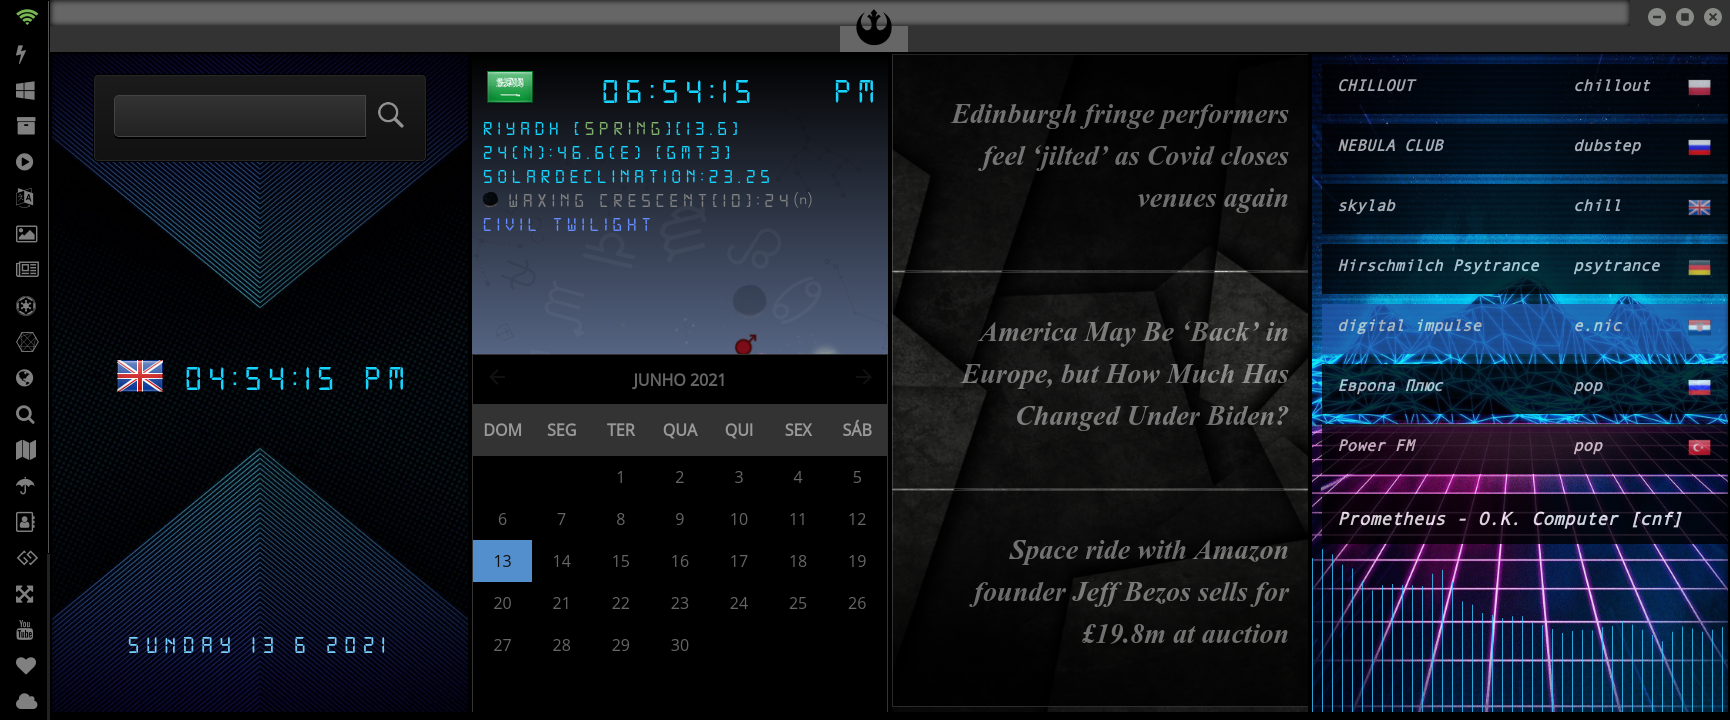 04:54:15 PM
SUNDAY 13 6 2021
06:54:15 PM
RIYADH [SPRING][13.6]
24(N):46.6(E) [GMT3]
SOLARDECLINATION:23.25
WAXING CRESCENT[10]:24(n)
CIVIL TWILIGHT
JUNHO 2021
DOM SEG TER QUA QUI SEX SÁB
1 2 3 4 5
6 7 8 9 10 11 12
13 14 15 16 17 18 19
20 21 22 23 24 25 26
27 28 29 30
Edinburgh fringe performers
feel ‘jilted’ as Covid closes
venues again
America May Be ‘Back’ in
Europe, but How Much Has
Changed Under Biden?
Space ride with Amazon
founder Jeff Bezos sells for
£19.8m at auction
CHILLOUT chillout
NEBULA CLUB dubstep
skylab chill
Hirschmilch Psytrance psytrance
digital impulse e.nic
Европа Плюс pop
Power FM pop
Prometheus - O.K. Computer [cnf]
You
Tube